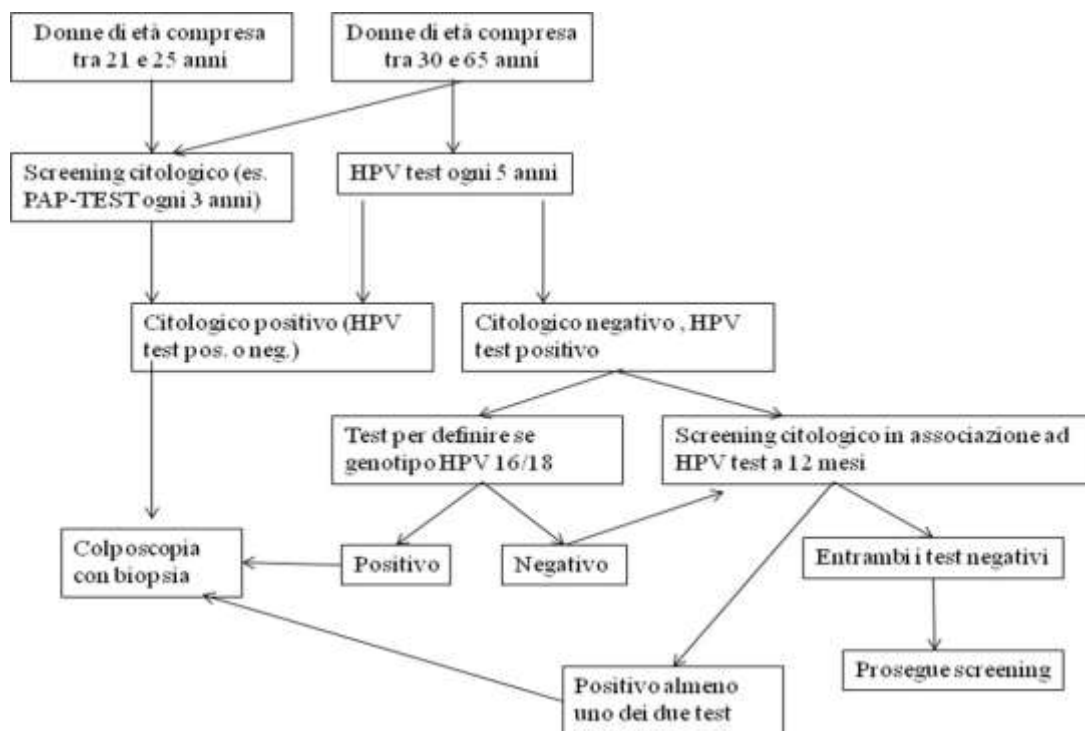 Donne di età compresa
tra 21 e 25 anni
Donne di età compresa
tra 30 e 65 anni
Screening citologico (es.
PAP-TEST ogni 3 anni)
HPV test ogni 5 anni
Citologico positivo (HPV
test pos. o neg.)
Citologico negativo , HPV
test positivo
Test per definire se
genotipo HPV 16/18
Screening citologico in associazione ad
HPV test a 12 mesi
Colposcopia
con biopsia
Positivo
Negativo
Entrambi i test negativi
Prosegue screening
Positivo almeno
uno dei due test